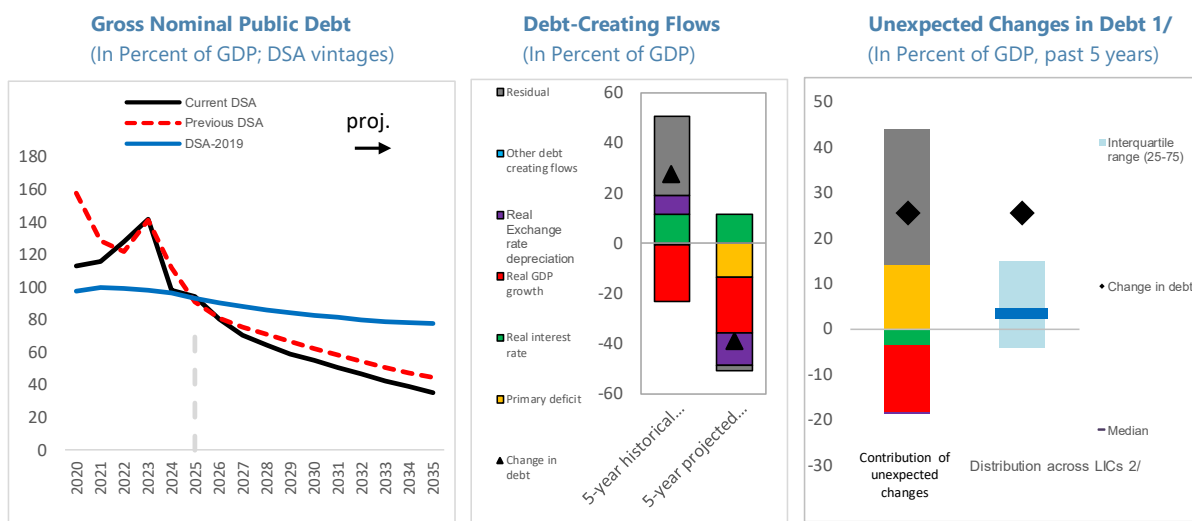 Gross Nominal Public Debt
(In Percent of GDP; DSA vintages)
Current DSA
Previous DSA
DSA-2019
proj.
180
160
140
120
100
80
60
40
20
0
2020
2021
2022
2023
2024
2025
2026
2027
2028
2029
2030
2031
2032
2033
2034
2035
Debt-Creating Flows
(In Percent of GDP)
Residual
Other debt
creating flows
Real
Exchange rate
depreciation
Real GDP
growth
Real interest
rate
Primary deficit
Change in
debt
60
40
20
0
-20
-40
-60
5-year historical...
5-year projected...
Unexpected Changes in Debt 1/
(In Percent of GDP, past 5 years)
50
40
30
20
10
0
-10
-20
-30
Interquartile
range (25-75)
Change in debt
Median
Contribution of
unexpected
changes
Distribution across LICs 2/